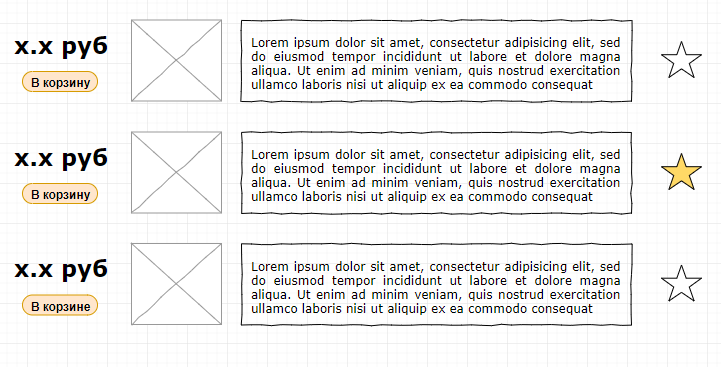 x.x руб
В корзину
Lorem ipsum dolor sit amet, consectetur adipisicing elit, sed
do eiusmod tempor incididunt ut labore et dolore magna
aliqua. Ut enim ad minim veniam, quis nostrud exercitation
ullamco laboris nisi ut aliquip ex ea commodo consequat
x.x руб
В корзину
Lorem ipsum dolor sit amet, consectetur adipisicing elit, sed
do eiusmod tempor incididunt ut labore et dolore magna
aliqua. Ut enim ad minim veniam, quis nostrud exercitation
ullamco laboris nisi ut aliquip ex ea commodo consequat
x.x руб
В корзине
Lorem ipsum dolor sit amet, consectetur adipisicing elit, sed
do eiusmod tempor incididunt ut labore et dolore magna
aliqua. Ut enim ad minim veniam, quis nostrud exercitation
ullamco laboris nisi ut aliquip ex ea commodo consequat